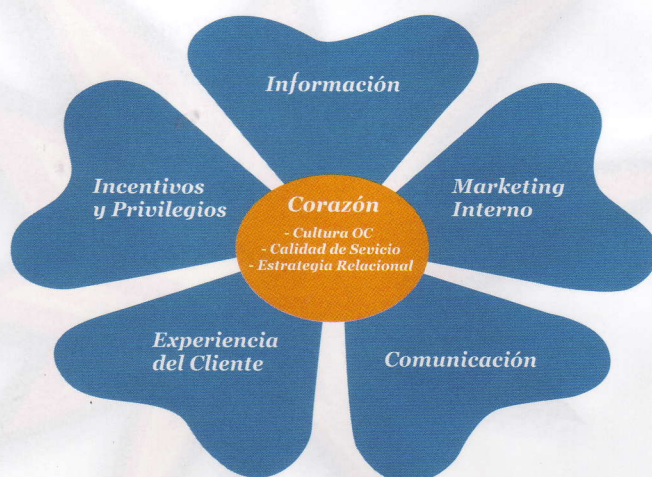 Información
Incentivos
y Privilegios
Marketing
Interno
Corazón
- Cultura OC
- Calidad de Sevicio
- Estrategia Relacional
Experiencia
del Cliente
Comunicación